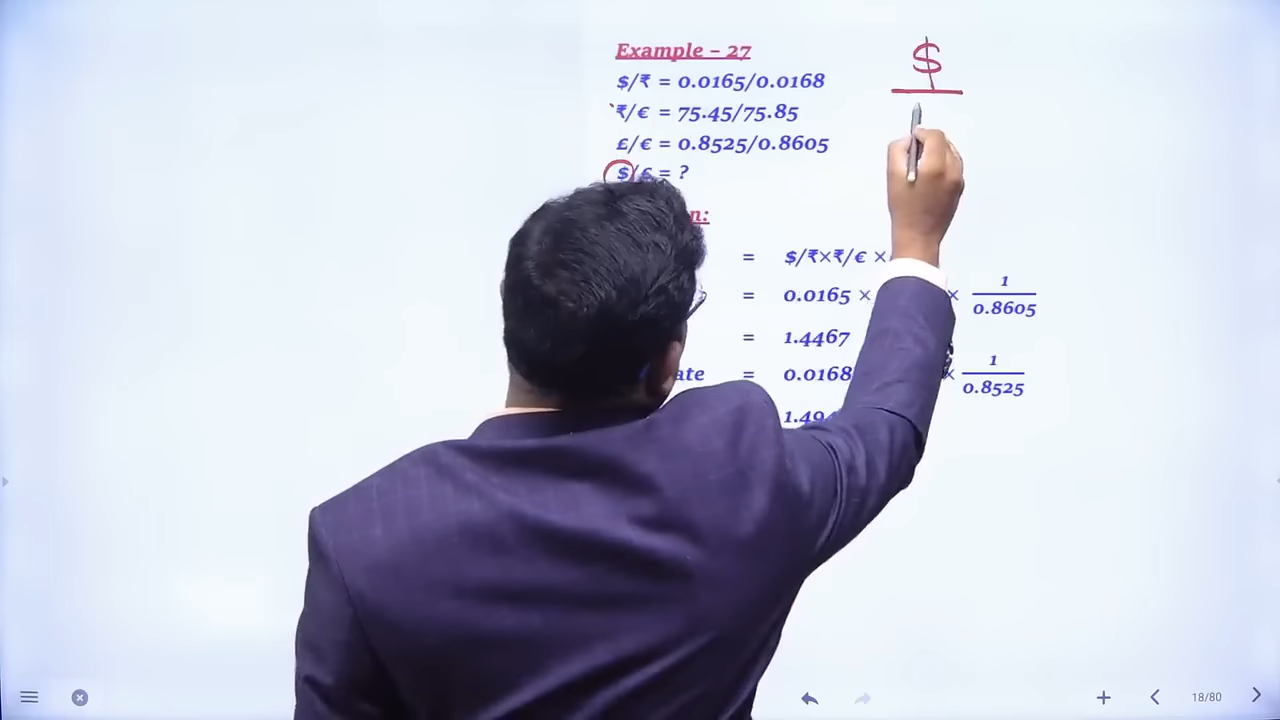 Example – 27
$/₹ = 0.0165/0.0168
₹/€ = 75.45/75.85
£/€ = 0.8525/0.8605
$/£ = ?
$
n:
= $/₹×₹/€ ×
= 0.0165 × × 1/0.8605
= 1.4467
ate = 0.0168 × 1/0.8525
1.49
18/80